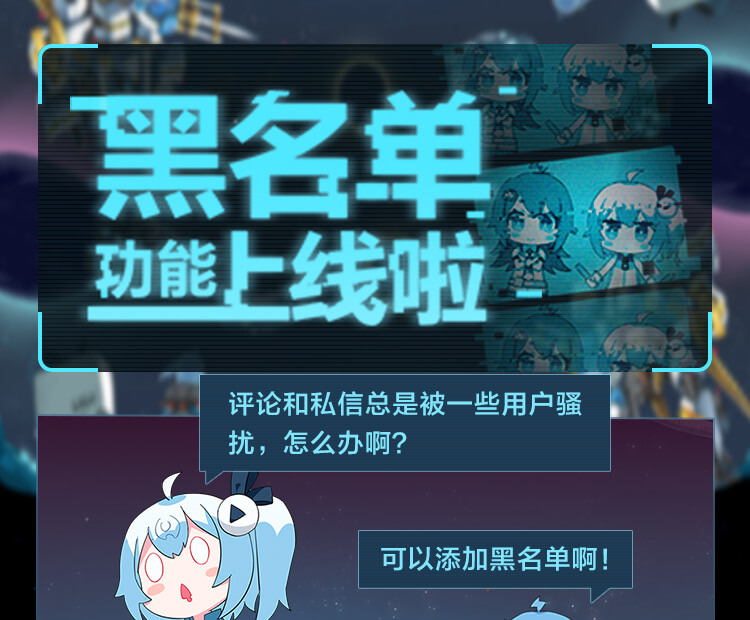 黑名单
功能上线啦
评论和私信总是被一些用户骚
扰，怎么办啊？
可以添加黑名单啊！